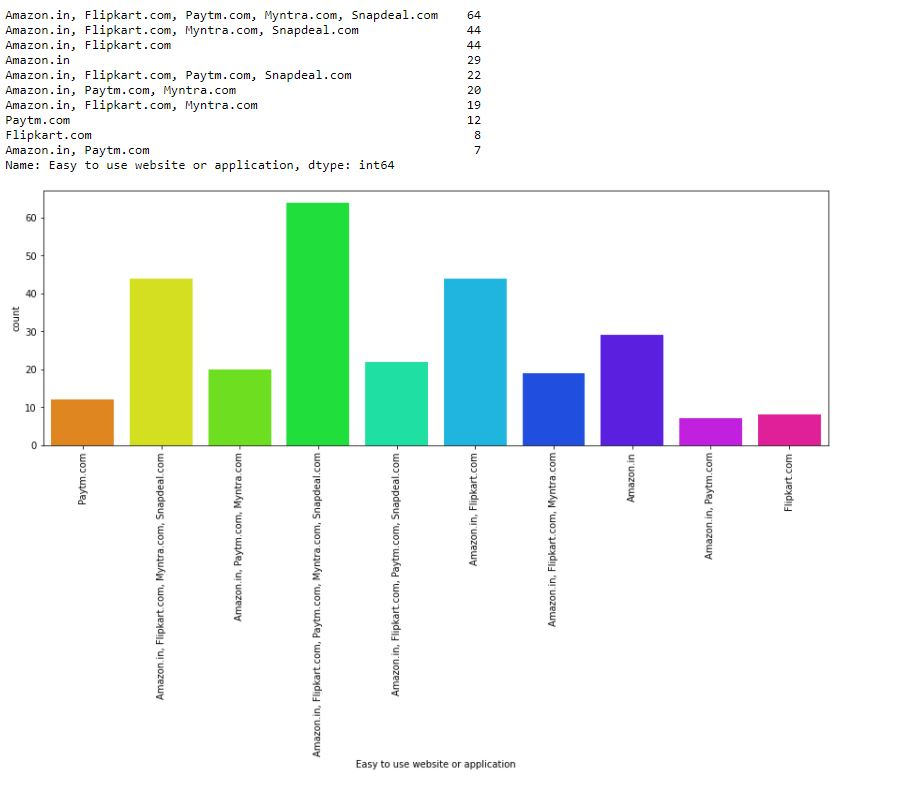 Amazon.in, Flipkart.com, Paytm.com, Myntra.com, Snapdeal.com 64
Amazon.in, Flipkart.com, Myntra.com, Snapdeal.com 44
Amazon.in, Flipkart.com 44
Amazon.in 29
Amazon.in, Flipkart.com, Paytm.com, Snapdeal.com 22
Amazon.in, Paytm.com, Myntra.com 20
Amazon.in, Flipkart.com, Myntra.com 19
Paytm.com 12
Flipkart.com 8
Amazon.in, Paytm.com 7
Name: Easy to use website or application, dtype: int64
60
50
40
30
20
10
0
count
Paytm.com
Amazon.in, Flipkart.com, Myntra.com, Snapdeal.com
Amazon.in, Paytm.com, Myntra.com
Amazon.in, Flipkart.com, Paytm.com, Myntra.com, Snapdeal.com
Amazon.in, Flipkart.com, Paytm.com, Snapdeal.com
Amazon.in, Flipkart.com
Amazon.in, Flipkart.com, Myntra.com
Amazon.in
Amazon.in, Paytm.com
Flipkart.com
Easy to use website or application